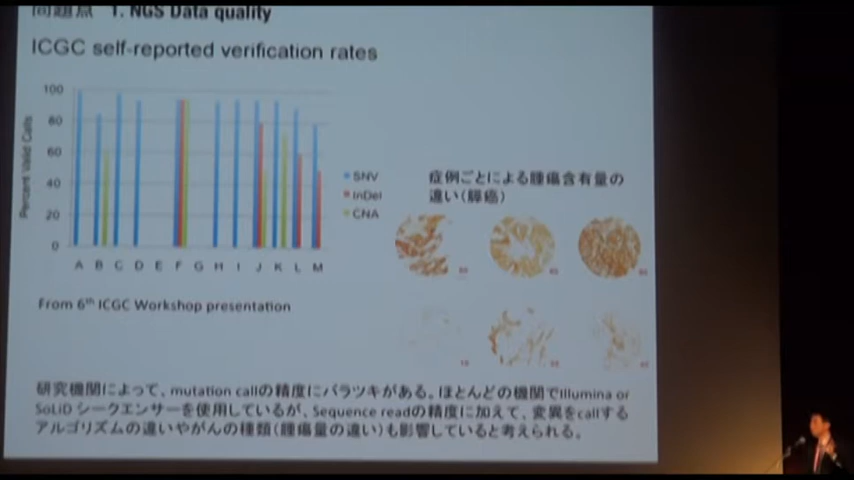 問題点 1. NGS Data quality
ICGC self-reported verification rates
100
80
60
40
20
0
Percent Valid Calls
A B C D E F G H I J K L M
SNV
InDel
CNA
症例ごとによる腫瘍含有量の
違い(膵癌)
From 6th ICGC Workshop presentation
研究機関によって、mutation callの精度にバラツキがある。ほとんどの機関でIllumina or
SoLiD シークエンサーを使用しているが、Sequence readの精度に加えて、変異をcallする
アルゴリズムの違いやがんの種類(腫瘍量の違い)も影響していると考えられる。